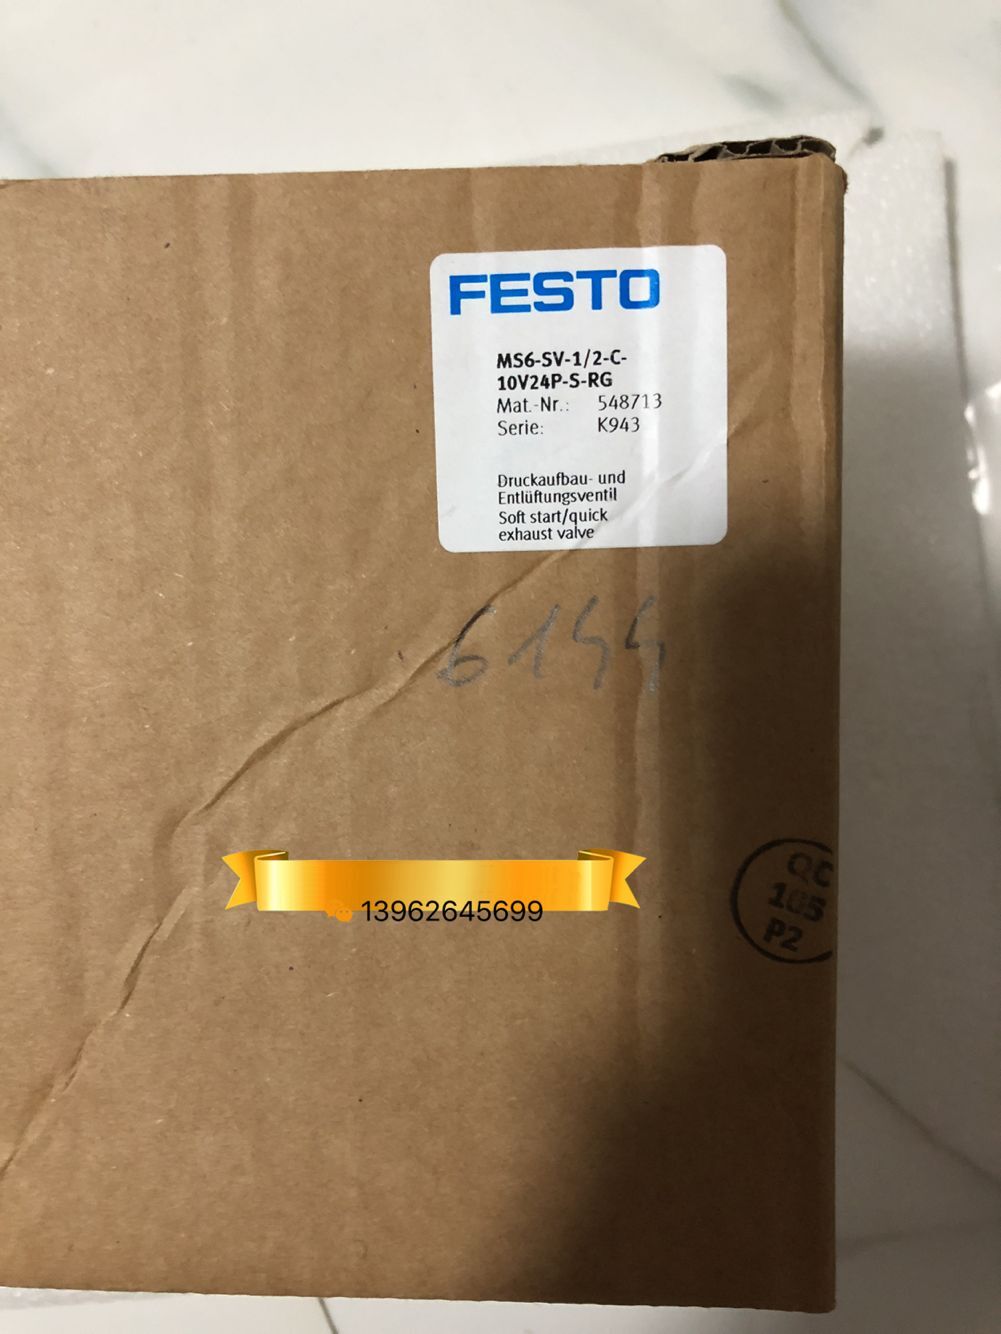 FESTO
MS6-SV-1/2-C-
10V24P-S-RG
Mat.-Nr.: 548713
Serie: K943
Druckaufbau- und
Entlüftungsventil
Soft start/quick
exhaust valve
6144
13962645699
QC
105
P2